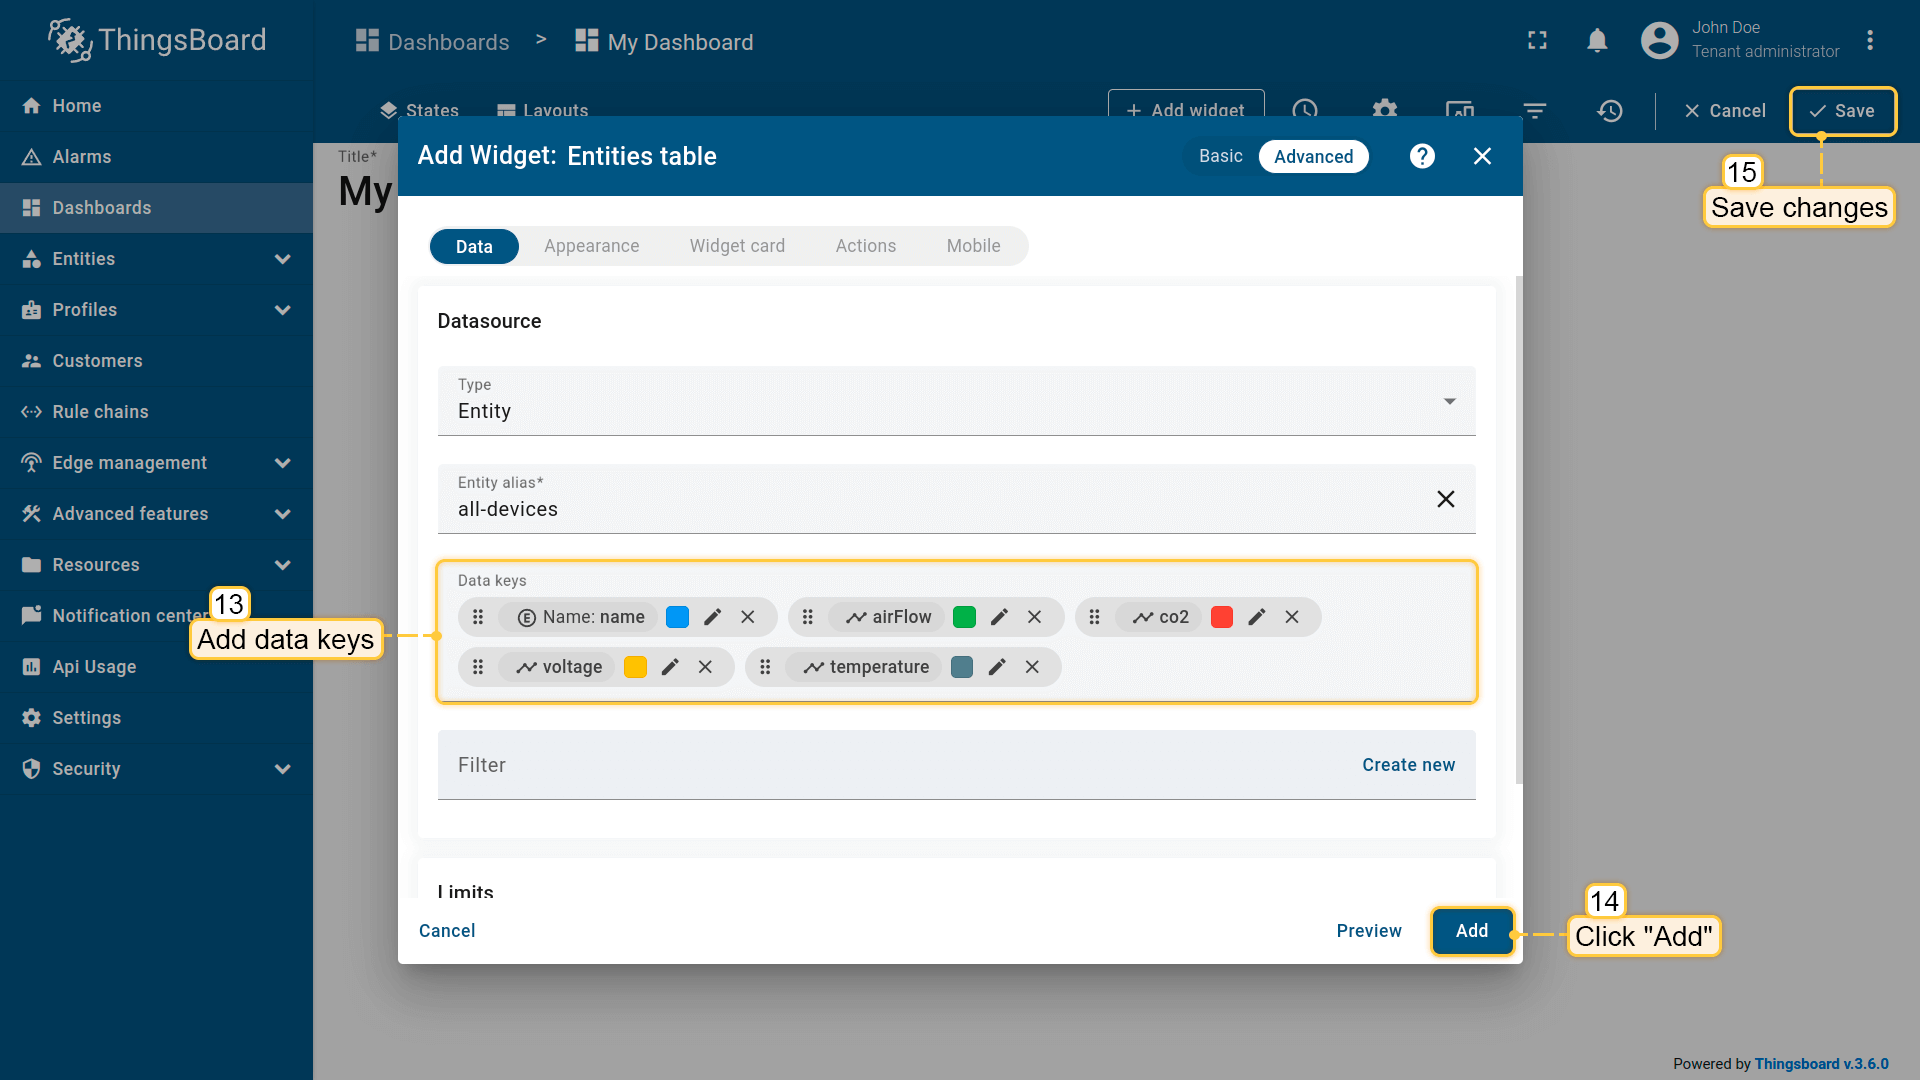 ThingsBoard
Dashboards > My Dashboard
John Doe
Tenant administrator
Home
Alarms
Dashboards
Entities
Profiles
Customers
Rule chains
Edge management
Advanced features
Resources
Notification center
Api Usage
Settings
Security
States
Layouts
Add widget
Cancel
Save
15
Save changes
Title*
My
Add Widget: Entities table
Basic
Advanced
Data
Appearance
Widget card
Actions
Mobile
Datasource
Type
Entity
Entity alias*
all-devices
13
Add data keys
Data keys
Name: name
airFlow
co2
voltage
temperature
Filter
Create new
Limits
Cancel
Preview
Add
14
Click "Add"
Powered by Thingsboard v.3.6.0